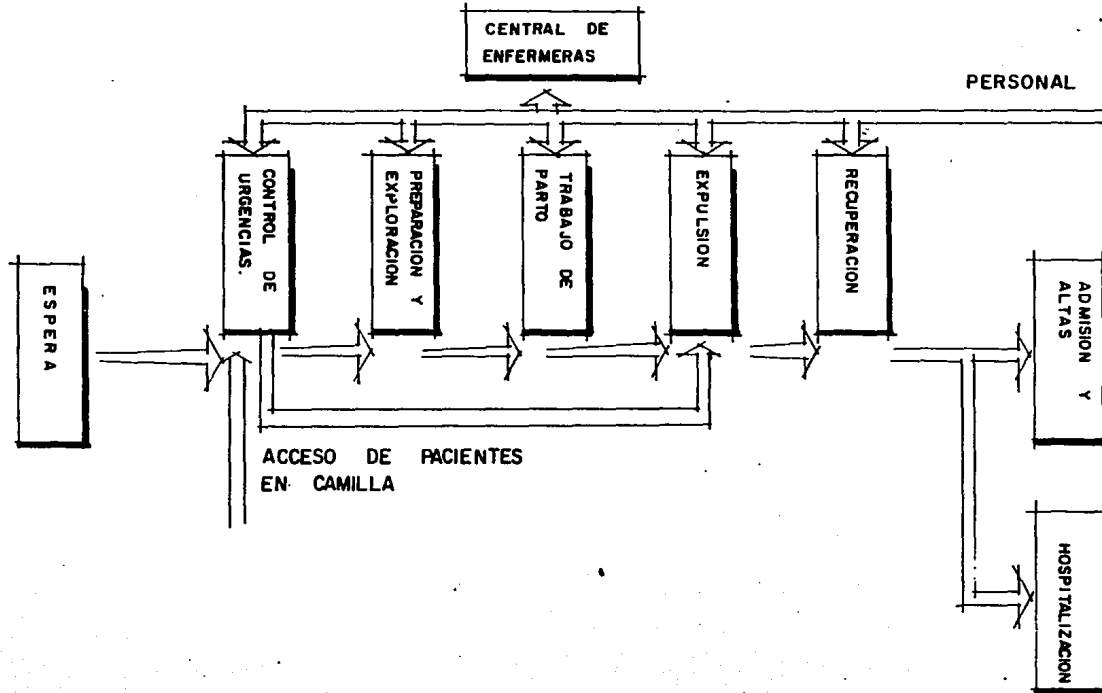 CENTRAL DE
ENFERMERAS
PERSONAL
CONTROL DE
URGENCIAS.
PREPARACION Y
EXPLORACION
TRABAJO DE
PARTO
EXPULSION
RECUPERACION
ESPERA
ADMISION Y
ALTAS
ACCESO DE PACIENTES
EN CAMILLA
HOSPITALIZACION